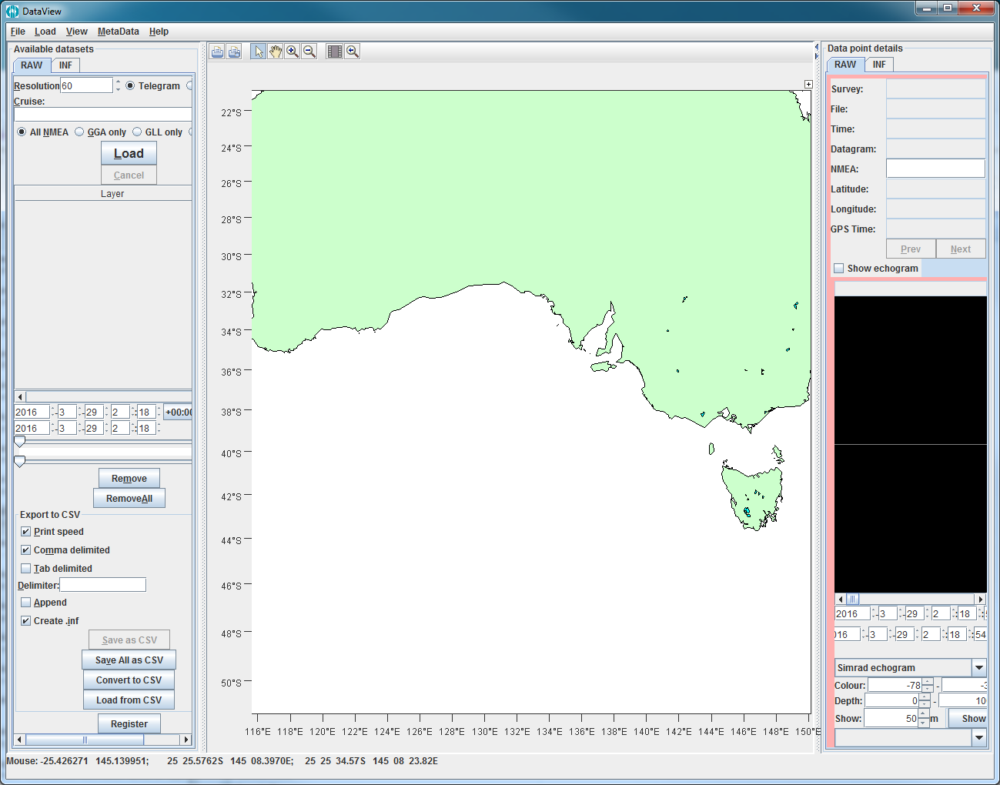 DataView
File Load View MetaData Help
Available datasets
RAW INF
Resolution 60 Telegram
Cruise:
All NMEA GGA only GLL only
Load
Cancel
Layer
2016 -3 -29 2 :18 +00:00
2016 -3 -29 2 :18
Remove
RemoveAll
Export to CSV
Print speed
Comma delimited
Tab delimited
Delimiter:
Append
Create .inf
Save as CSV
Save All as CSV
Convert to CSV
Load from CSV
Register
22°S
24°S
26°S
28°S
30°S
32°S
34°S
36°S
38°S
40°S
42°S
44°S
46°S
48°S
50°S
116°E 118°E 120°E 122°E 124°E 126°E 128°E 130°E 132°E 134°E 136°E 138°E 140°E 142°E 144°E 146°E 148°E 150°E
Data point details
RAW INF
Survey:
File:
Time:
Datagram:
NMEA:
Latitude:
Longitude:
GPS Time:
Prev Next
Show echogram
2016 -3 -29 2 :18
016 -3 -29 2 :18 :54
Simrad echogram
Colour: -78 - -3
Depth: 0 - 10
Show: 50 m Show
Mouse: -25.426271 145.139951; 25 25.5762S 145 08.3970E; 25 25 34.57S 145 08 23.82E